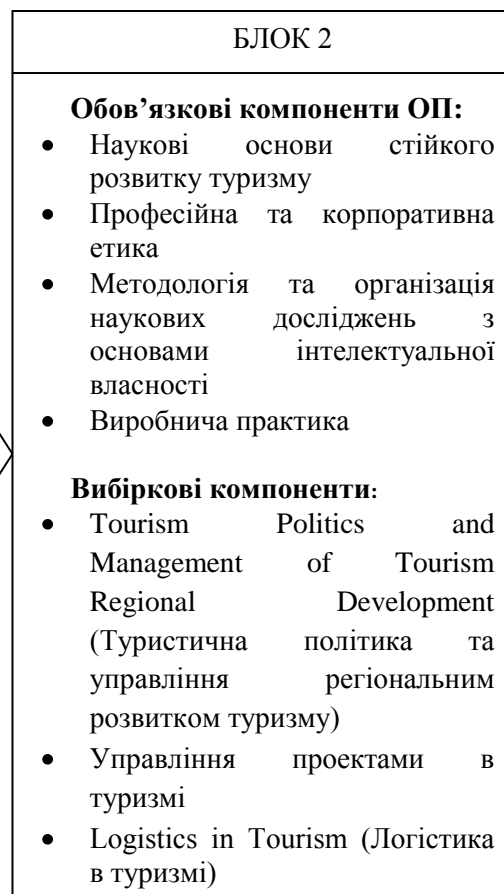 БЛОК 2
Обов’язкові компоненти ОП:
• Наукові основи стійкого
розвитку туризму
• Професійна та корпоративна
етика
• Методологія та організація
наукових досліджень з
основами інтелектуальної
власності
• Виробнича практика
Вибіркові компоненти:
• Tourism Politics and
Management of Tourism
Regional Development
(Туристична політика та
управління регіональним
розвитком туризму)
• Управління проектами в
туризмі
• Logistics in Tourism (Логістика
в туризмі)